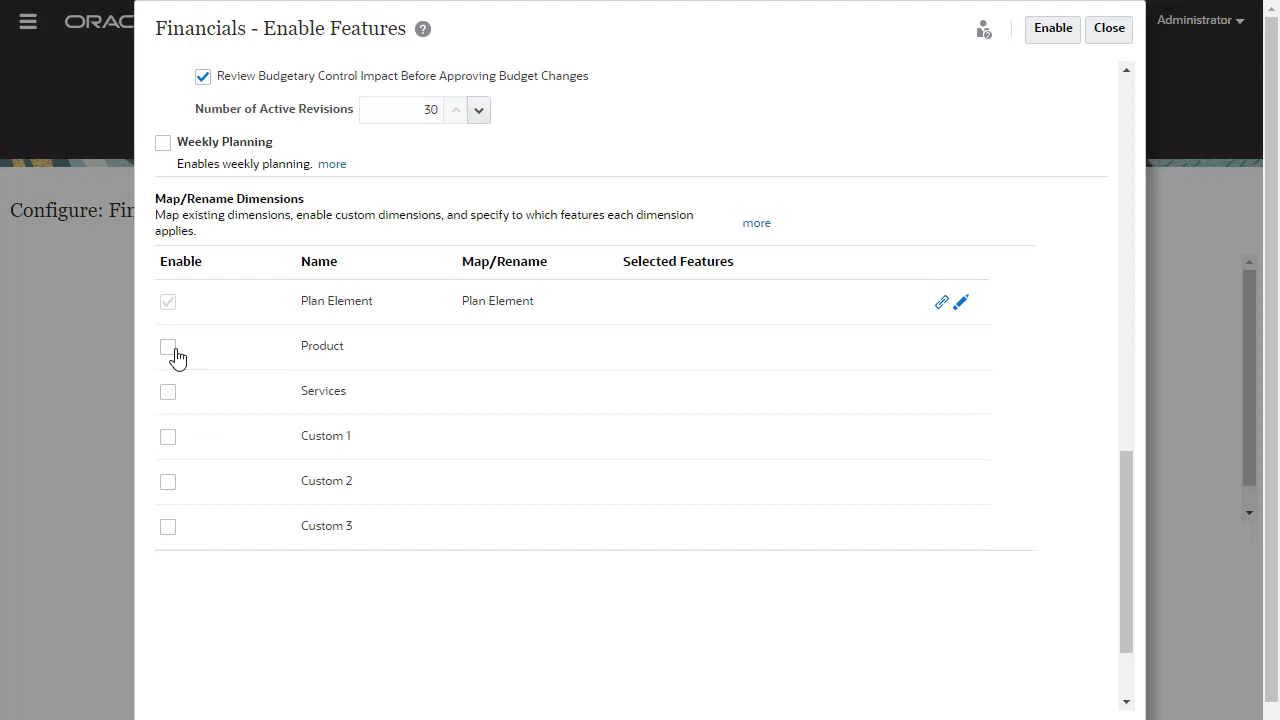 ORAC
Financials - Enable Features ?
Enable
Close
Administrator
Configure: Fin
Review Budgetary Control Impact Before Approving Budget Changes
Number of Active Revisions 30
Weekly Planning
Enables weekly planning. more
Map/Rename Dimensions
Map existing dimensions, enable custom dimensions, and specify to which features each dimension
applies.
more
Enable Name Map/Rename Selected Features
Plan Element Plan Element
Product
Services
Custom 1
Custom 2
Custom 3